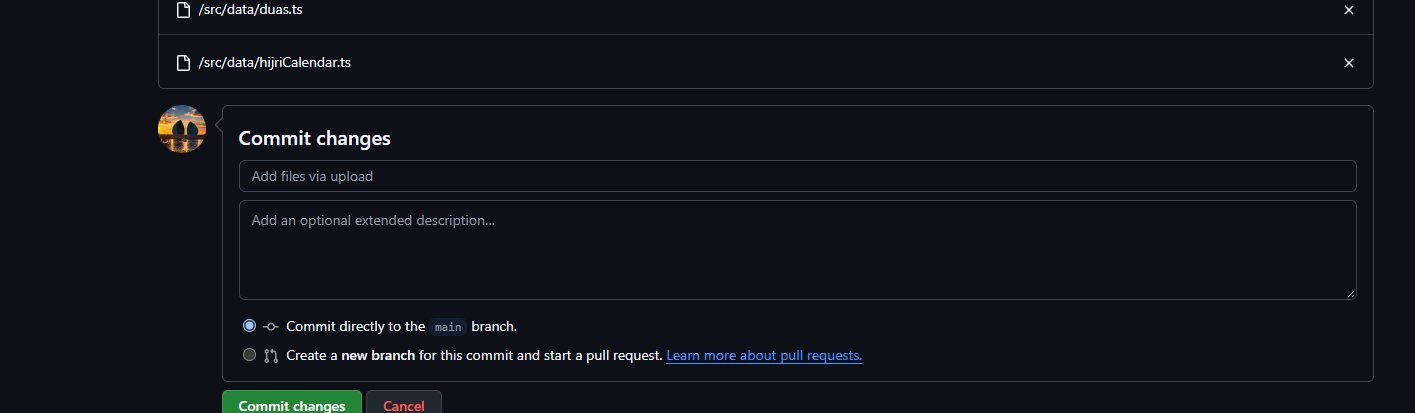 /src/data/duas.ts
/src/data/hijriCalendar.ts
Commit changes
Add files via upload
Add an optional extended description...
Commit directly to the main branch.
Create a new branch for this commit and start a pull request. Learn more about pull requests.
Commit changes
Cancel